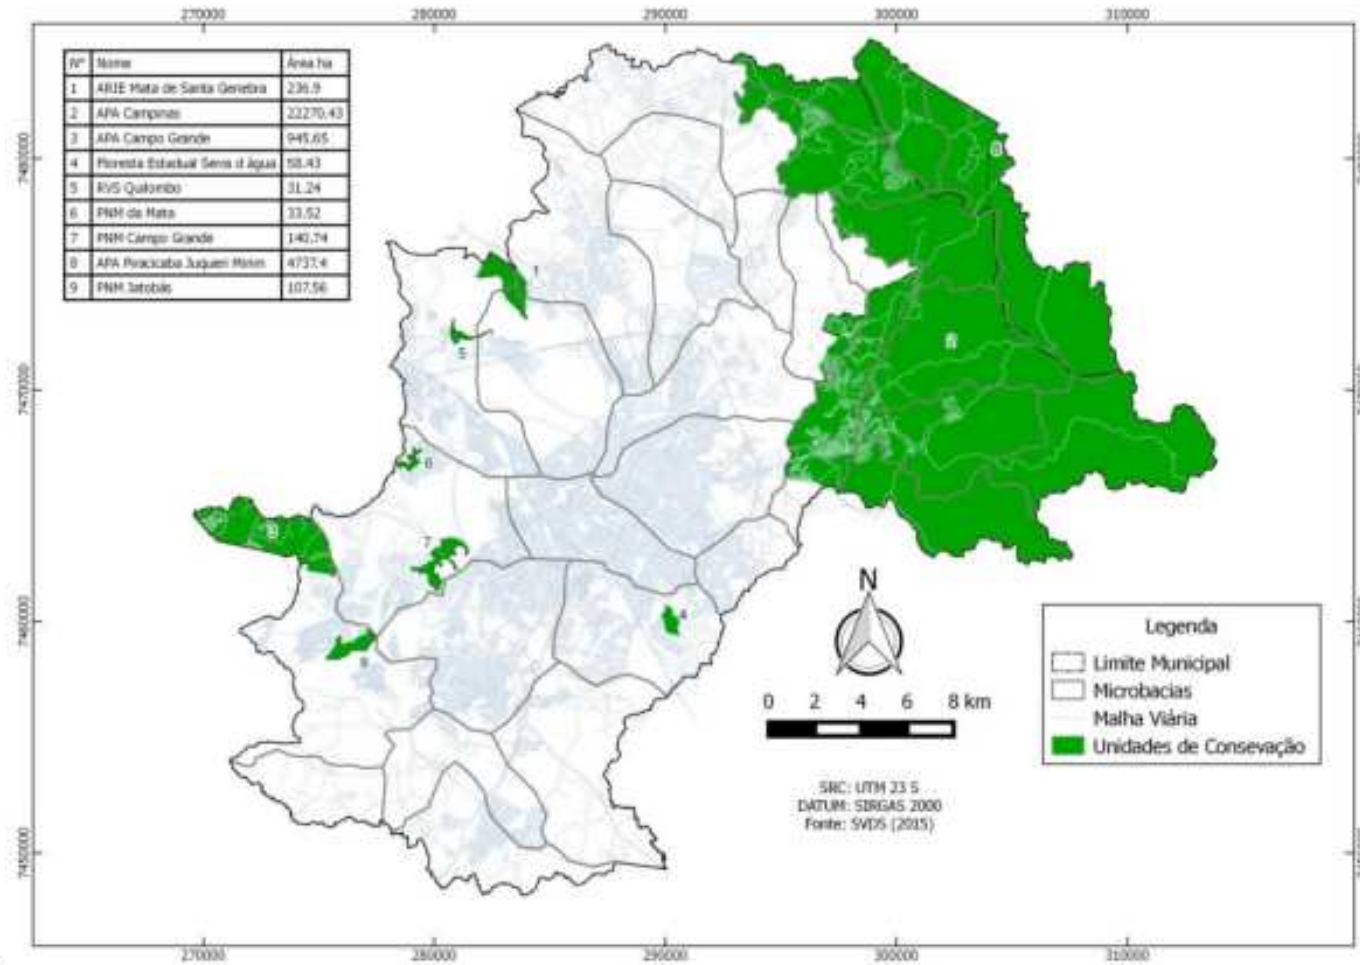 270000 280000 290000 300000 310000
Nº Nome Área ha
1 ARIE Mata de Santa Genebra 236.9
2 APA Campinas 22270.43
3 APA Campo Grande 945.65
4 Floresta Estadual Serra d água 58.43
5 RVS Quilombo 31.24
6 PNM da Mata 33.52
7 PNM Campo Grande 140.74
8 APA Piracicaba Juqueri Mirim 4737.4
9 PNM Jatobás 107.56
7480000
8
1
2
5
7470000
6
3
7
4
7460000
9
N
0 2 4 6 8 km
Legenda
Limite Municipal
Microbacias
Malha Viária
Unidades de Consevação
SRC: UTM 23 S
DATUM: SIRGAS 2000
Fonte: SVDS (2015)
7450000
270000 280000 290000 300000 310000